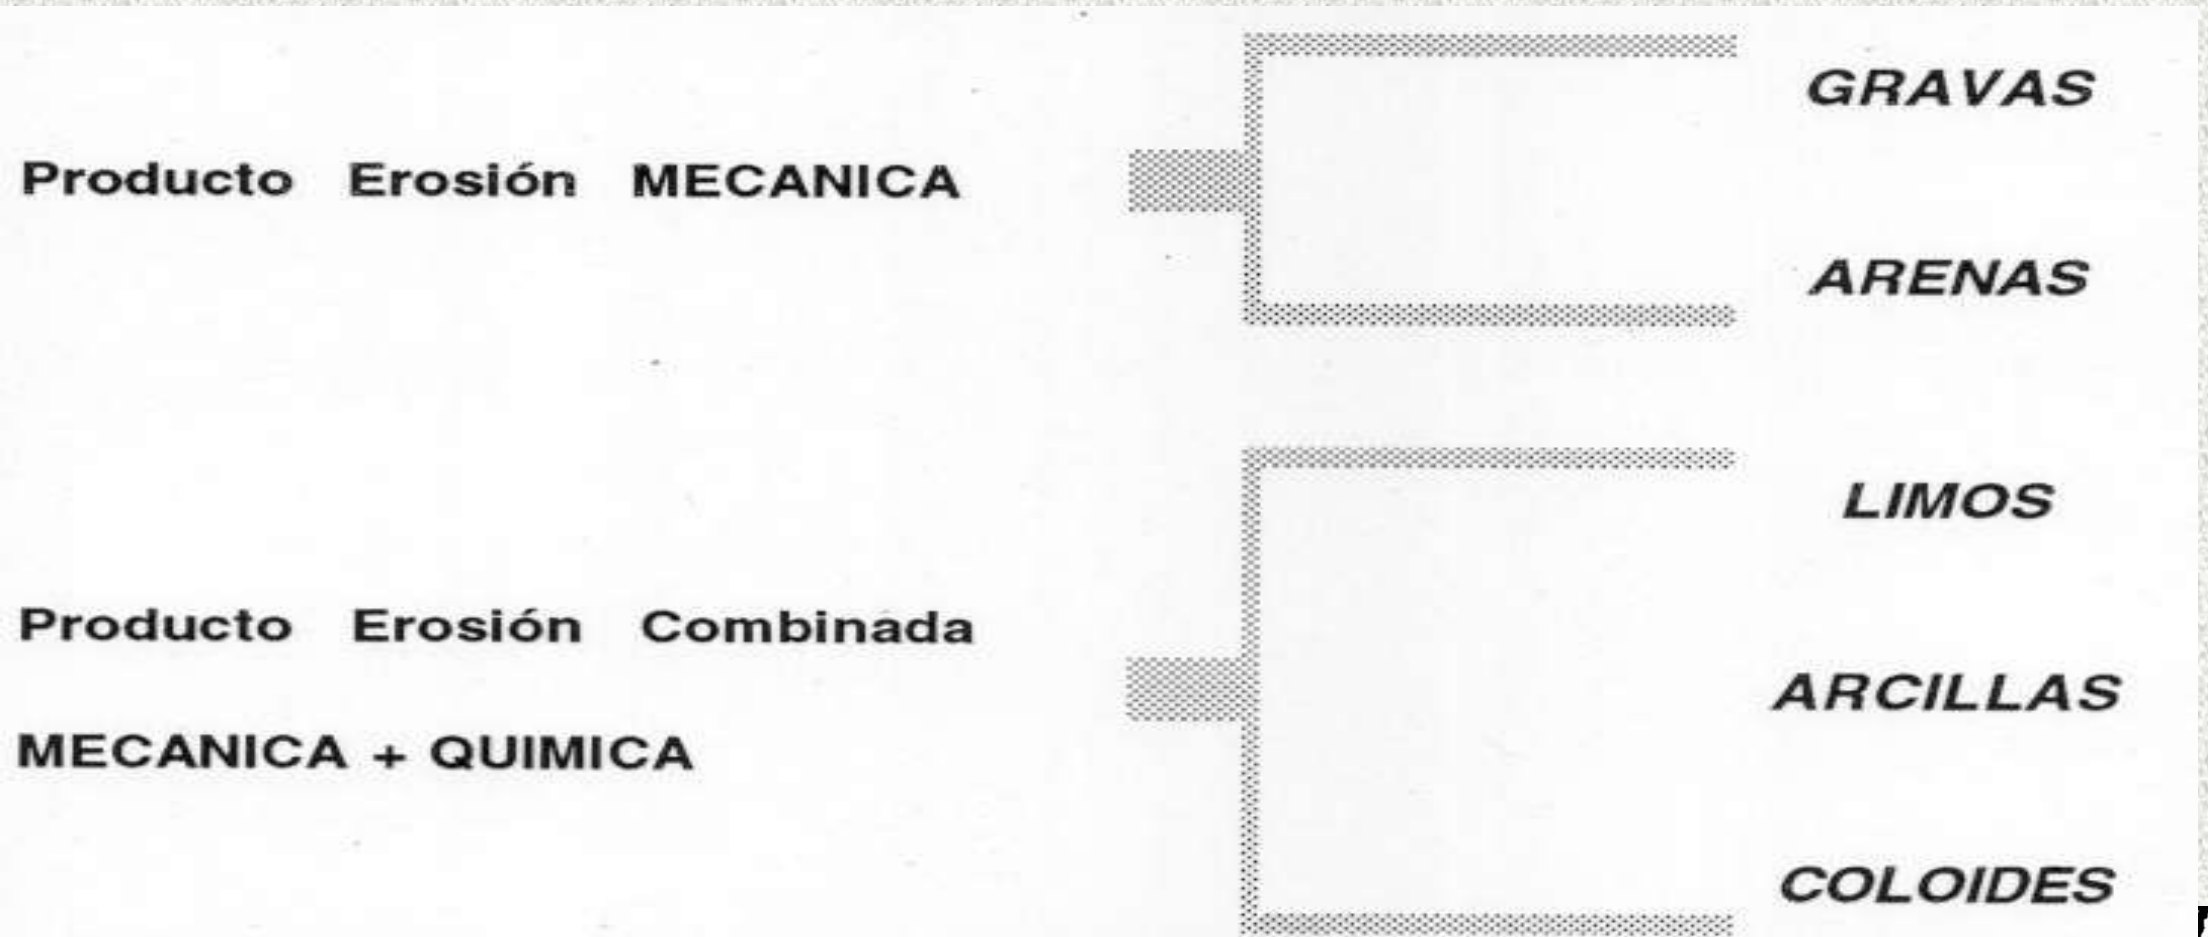 GRAVAS
Producto Erosión MECANICA
ARENAS
LIMOS
Producto Erosión Combinada
ARCILLAS
MECANICA + QUIMICA
COLOIDES